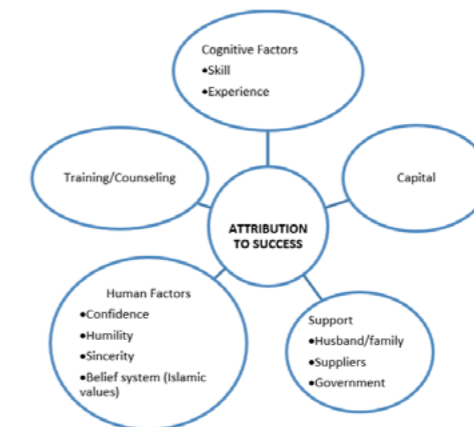 Cognitive Factors
•Skill
•Experience
Training/Counseling
Capital
ATTRIBUTION
TO SUCCESS
Human Factors
•Confidence
•Humility
•Sincerity
•Belief system (Islamic
values)
Support
•Husband/family
•Suppliers
•Government